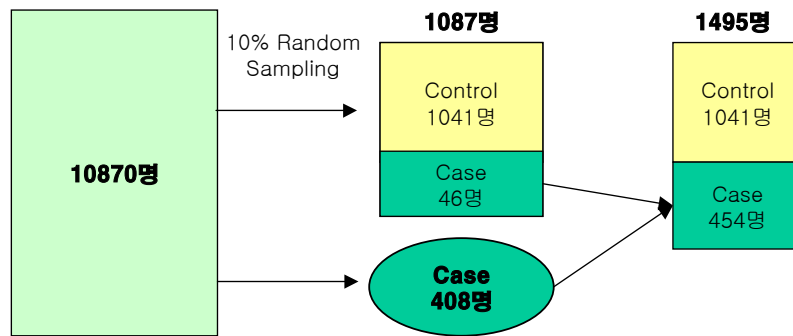 1087명
1495명
10% Random
Sampling
Control
1041명
Control
1041명
10870명
Case
46명
Case
454명
Case
408명